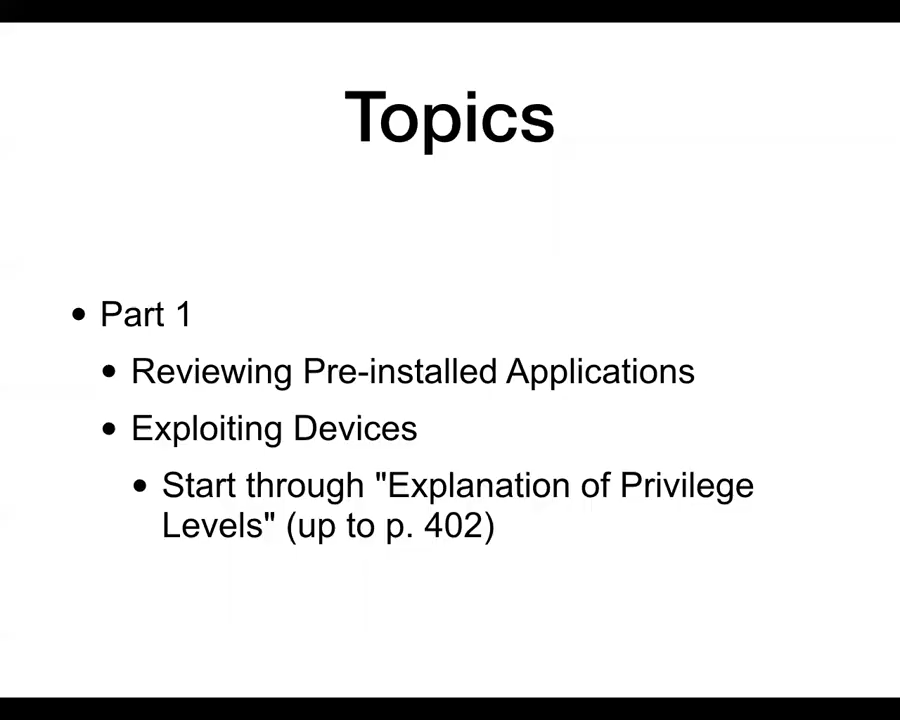 Topics
• Part 1
• Reviewing Pre-installed Applications
• Exploiting Devices
• Start through "Explanation of Privilege
Levels" (up to p. 402)